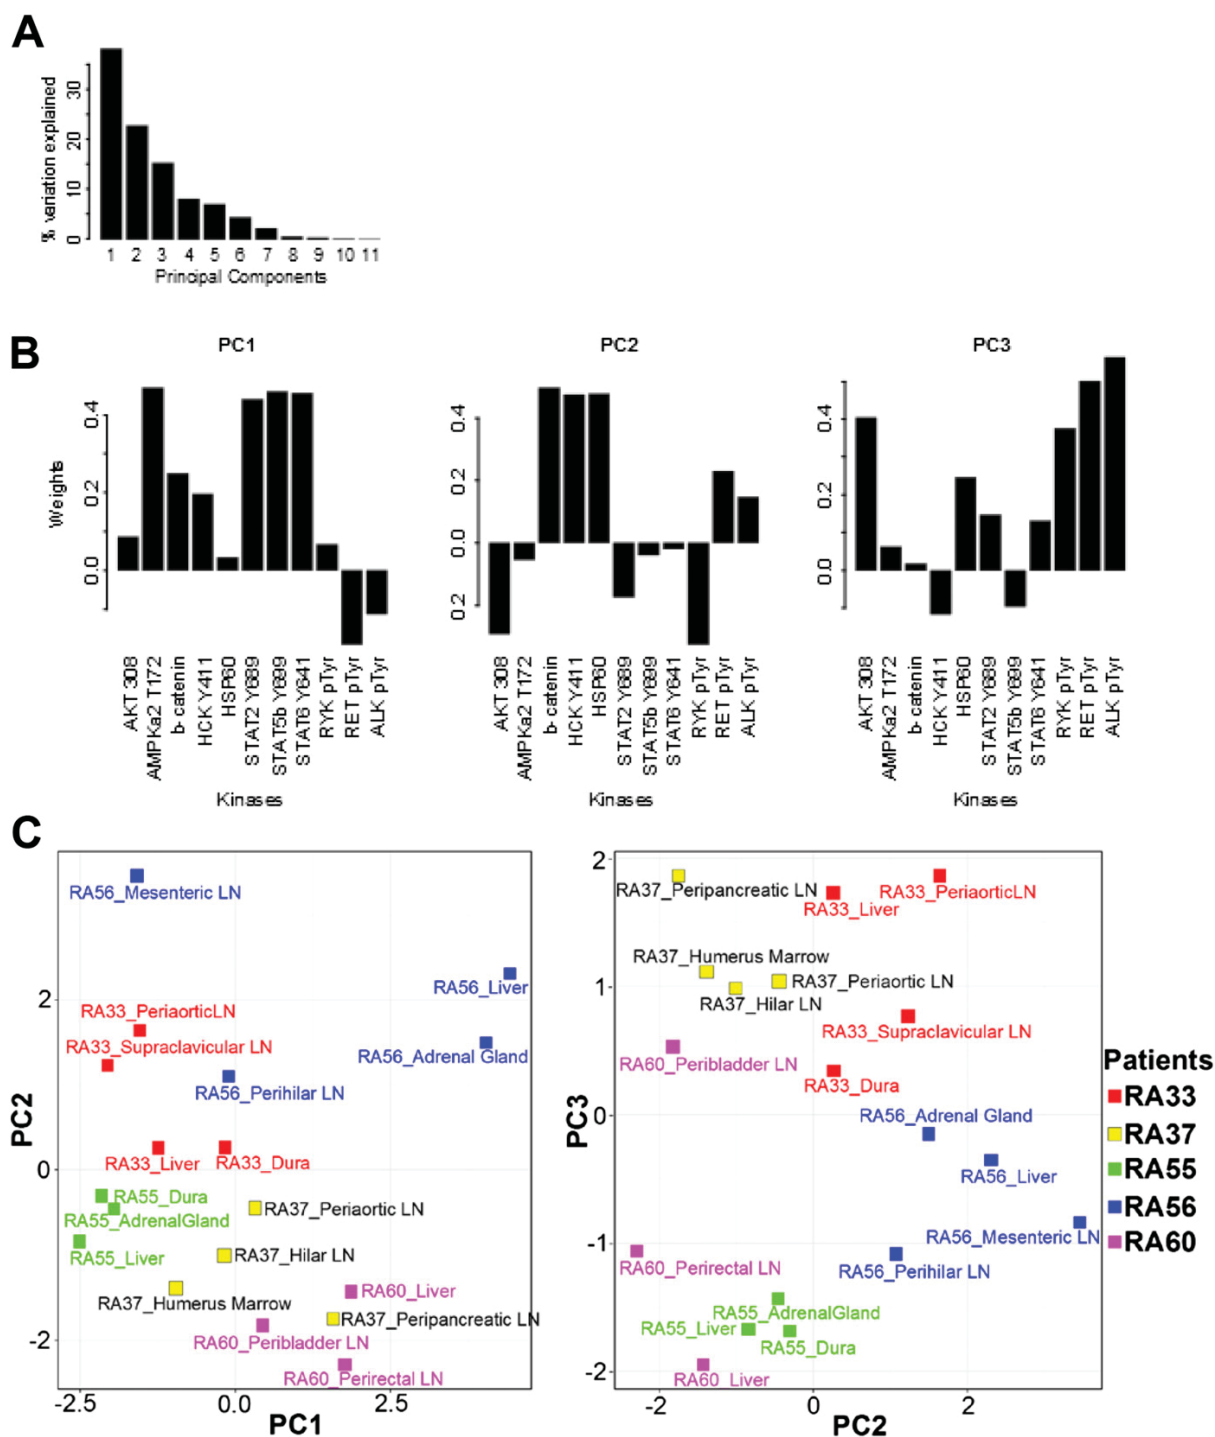 A
% variation explained
0 10 20 30
1 2 3 4 5 6 7 8 9 10 11
Principal Components
B
PC1
PC2
PC3
Weights
0.0 0.2 0.4
0.2 0.0 0.2 0.4
0.0 0.2 0.4
AKT 308
AMPKa2 T172
b- catenin
HCK Y411
HSP60
STAT2 Y689
STAT5b Y699
STAT6 Y641
RYK pTyr
RET pTyr
ALK pTyr
Kinases
AKT 308
AMPKa2 T172
b catenin
HCK Y411
HSP60
STAT2 Y689
STAT5b Y699
STAT6 Y641
RYK pTyr
RET pTyr
ALK pTyr
Kinases
AKT 308
AMPKa2 T172
b catenin
HCK Y411
HSP60
STAT2 Y689
STAT5b Y699
STAT6 Y641
RYK pTyr
RET pTyr
ALK pTyr
Kinases
C
RA56_Mesenteric LN
RA56_Liver
RA33_PeriaorticLN
RA33_Supraclavicular LN
RA56_Adrenal Gland
RA56_Perihilar LN
RA33_Liver
RA33_Dura
RA55_Dura
RA55_AdrenalGland
RA37_Periaortic LN
RA55_Liver
RA37_Hilar LN
RA60_Liver
RA37_Humerus Marrow
RA37_Peripancreatic LN
RA60_Peribladder LN
RA60_Perirectal LN
2
0
-2
PC2
-2.5 0.0 2.5
PC1
RA37_Peripancreatic LN
RA33_PeriaorticLN
RA33_Liver
RA37_Humerus Marrow
RA37_Periaortic LN
RA37_Hilar LN
RA33_Supraclavicular LN
RA60_Peribladder LN
RA33_Dura
RA56_Adrenal Gland
RA56_Liver
RA56_Mesenteric LN
RA60_Perirectal LN
RA56_Perihilar LN
RA55_AdrenalGland
RA55_Liver
RA55_Dura
RA60_Liver
2
1
0
-1
-2
PC3
-2 0 2
PC2
Patients
RA33
RA37
RA55
RA56
RA60